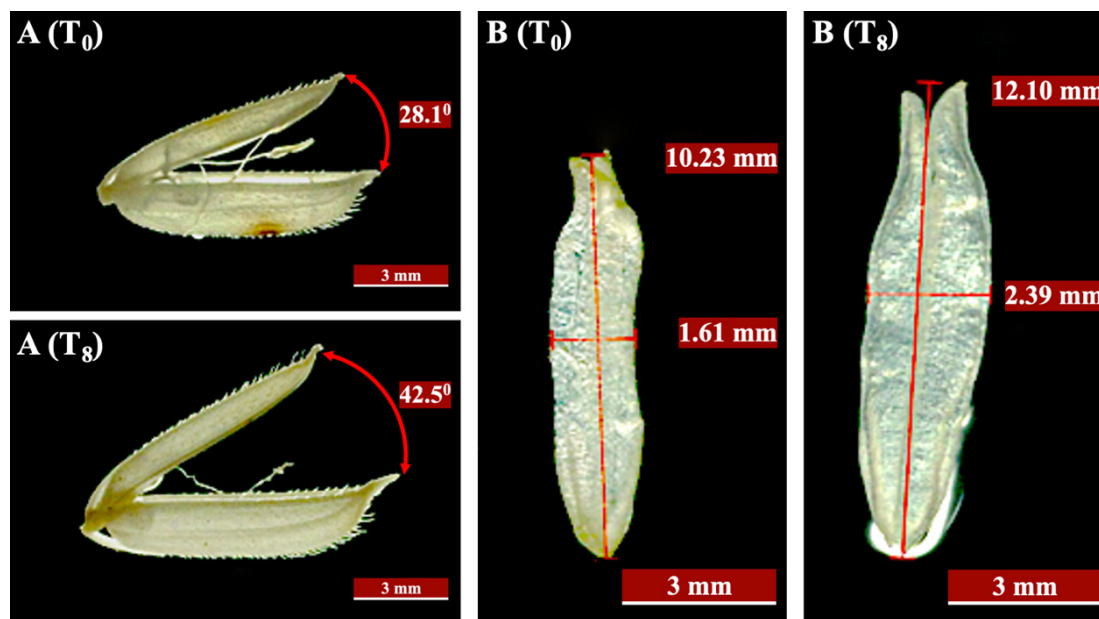 A (T₀)
28.1⁰
3 mm
A (T₈)
42.5⁰
3 mm
B (T₀)
10.23 mm
1.61 mm
3 mm
B (T₈)
12.10 mm
2.39 mm
3 mm